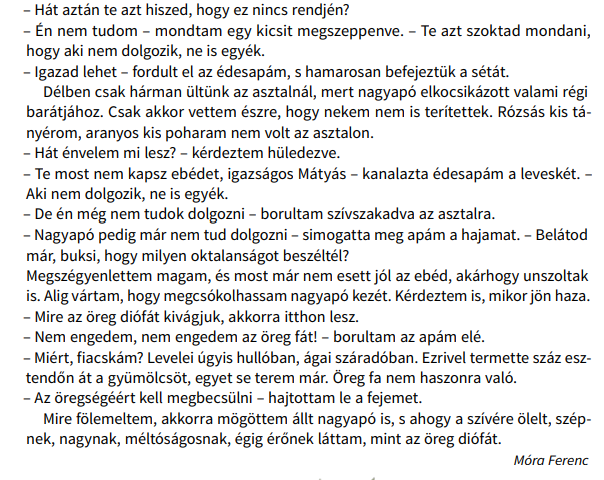 – Hát aztán te azt hiszed, hogy ez nincs rendjén?
– Én nem tudom – mondtam egy kicsit megszeppenve. – Te azt szoktad mondani,
hogy aki nem dolgozik, ne is egyék.
– Igazad lehet – fordult el az édesapám, s hamarosan befejeztük a sétát.
Délben csak hárman ültünk az asztalnál, mert nagyapó elkocsikázott valami régi
barátjához. Csak akkor vettem észre, hogy nekem nem is terítettek. Rózsás kis tá-
nyérom, aranyos kis poharam nem volt az asztalon.
– Hát énvelem mi lesz? – kérdeztem hüledezve.
– Te most nem kapsz ebédet, igazságos Mátyás – kanalazta édesapám a leveskét. –
Aki nem dolgozik, ne is egyék.
– De én még nem tudok dolgozni – borultam szívszakadva az asztalra.
– Nagyapó pedig már nem tud dolgozni – simogatta meg apám a hajamat. – Belátod
már, buksi, hogy milyen oktalanságot beszéltél?
Megszégyenlettem magam, és most már nem esett jól az ebéd, akárhogy unszoltak
is. Alig vártam, hogy megcsókolhassam nagyapó kezét. Kérdeztem is, mikor jön haza.
– Mire az öreg diófát kivágjuk, akkorra itthon lesz.
– Nem engedem, nem engedem az öreg fát! – borultam az apám elé.
– Miért, fiacskám? Levelei úgyis hullóban, ágai száradóban. Ezrivel termette száz esz-
tendőn át a gyümölcsöt, egyet se terem már. Öreg fa nem haszonra való.
– Az öregségéért kell megbecsülni – hajtottam le a fejemet.
Mire fölemeltem, akkorra mögöttem állt nagyapó is, s ahogy a szívére ölelt, szép-
nek, nagynak, méltóságosnak, égig érőnek láttam, mint az öreg diófát.
Móra Ferenc